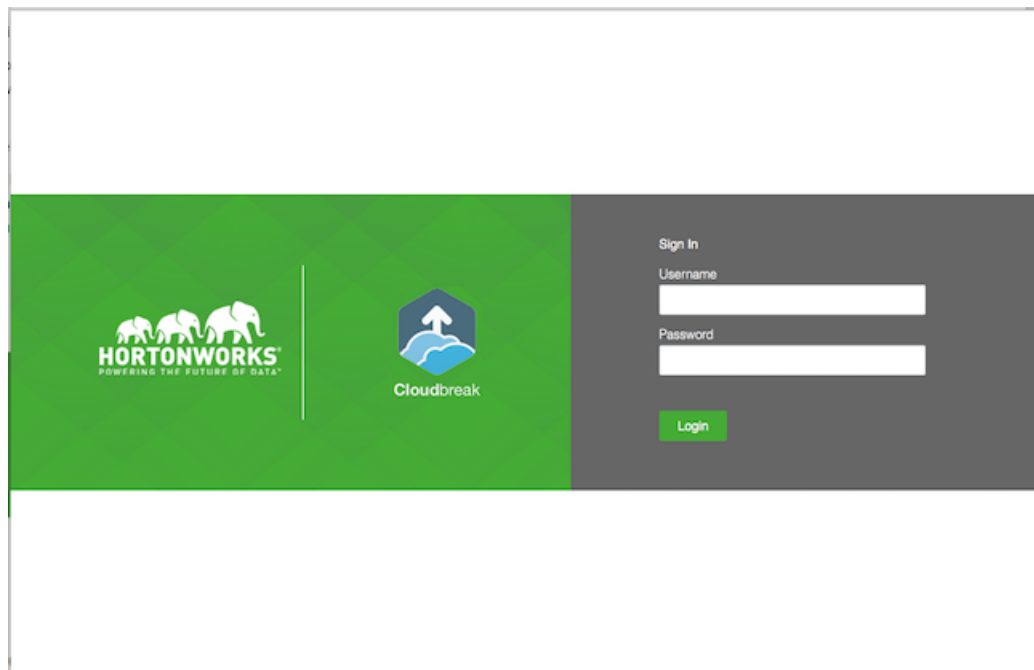 HORTONWORKS®
POWERING THE FUTURE OF DATA™
Cloudbreak
Sign In
Username
Password
Login